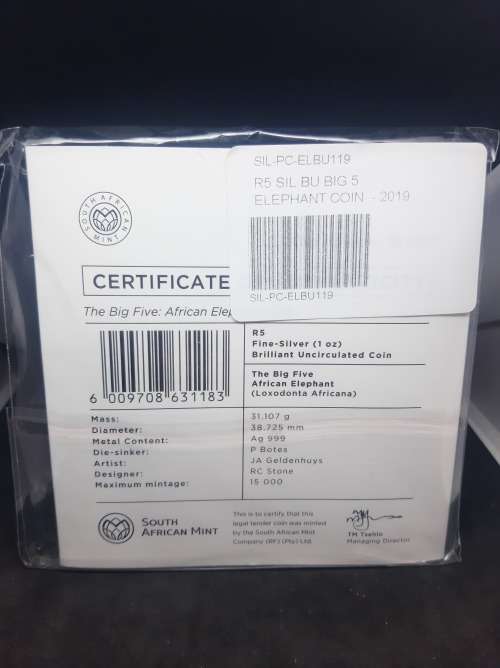 SIL-PC-ELBU119
R5 SIL BU BIG 5
ELEPHANT COIN - 2019
SIL-PC-ELBU119
SOUTH AFRICAN MINT
CERTIFICATE
The Big Five: African Elep
6 009708 631183
R5
Fine-Silver (1 oz)
Brilliant Uncirculated Coin
The Big Five
African Elephant
(Loxodonta Africana)
Mass: 31.107 g
Diameter: 38.725 mm
Metal Content: Ag 999
Die-sinker: P Botes
Artist: JA Geldenhuys
Designer: RC Stone
Maximum mintage: 15 000
SOUTH
AFRICAN MINT
This is to certify that this
legal tender coin was minted
by the South African Mint
Company (RF) (Pty) Ltd.
TM Tsehlo
Managing Director